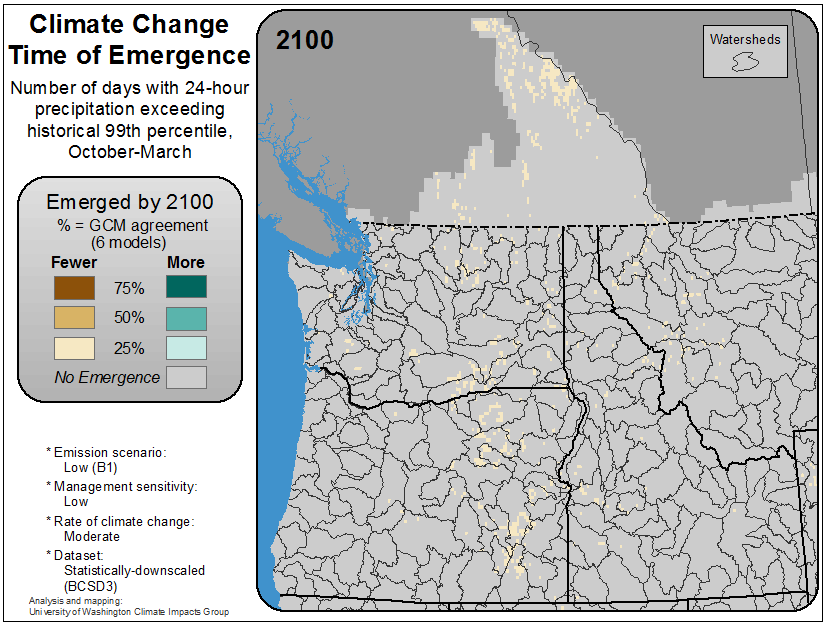 Climate Change
Time of Emergence
Number of days with 24-hour
precipitation exceeding
historical 99th percentile,
October-March
Emerged by 2100
% = GCM agreement
(6 models)
Fewer More
75%
50%
25%
No Emergence
* Emission scenario:
Low (B1)
* Management sensitivity:
Low
* Rate of climate change:
Moderate
* Dataset:
Statistically-downscaled
(BCSD3)
Analysis and mapping:
University of Washington Climate Impacts Group
2100
Watersheds